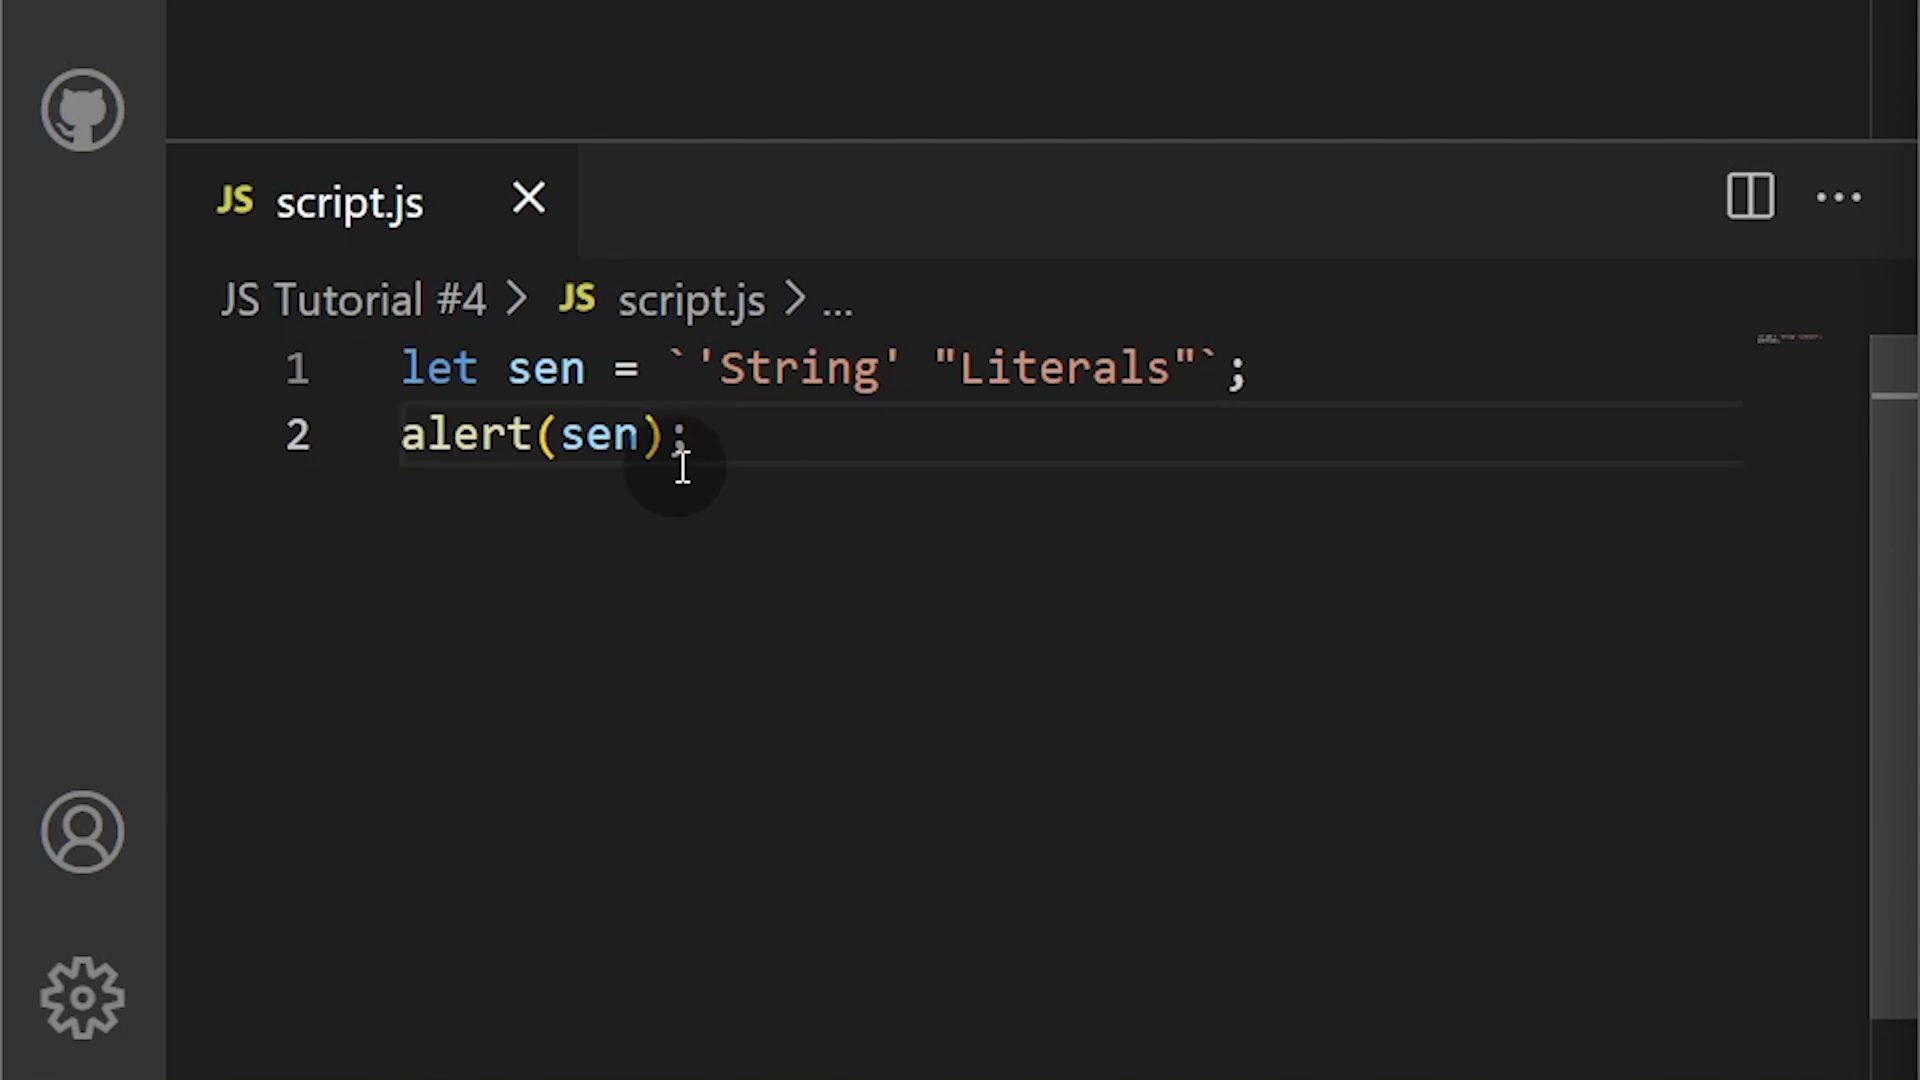 JS script.js
JS Tutorial #4 > JS script.js > ...
1 let sen = `'String' "Literals"`;
2 alert(sen);